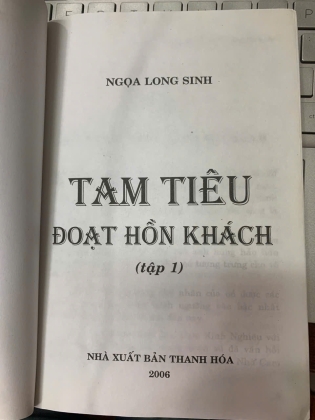 NGỌA LONG SINH
TAM TIÊU
ĐOẠT HỒN KHÁCH
(tập 1)
NHÀ XUẤT BẢN THANH HÓA
2006